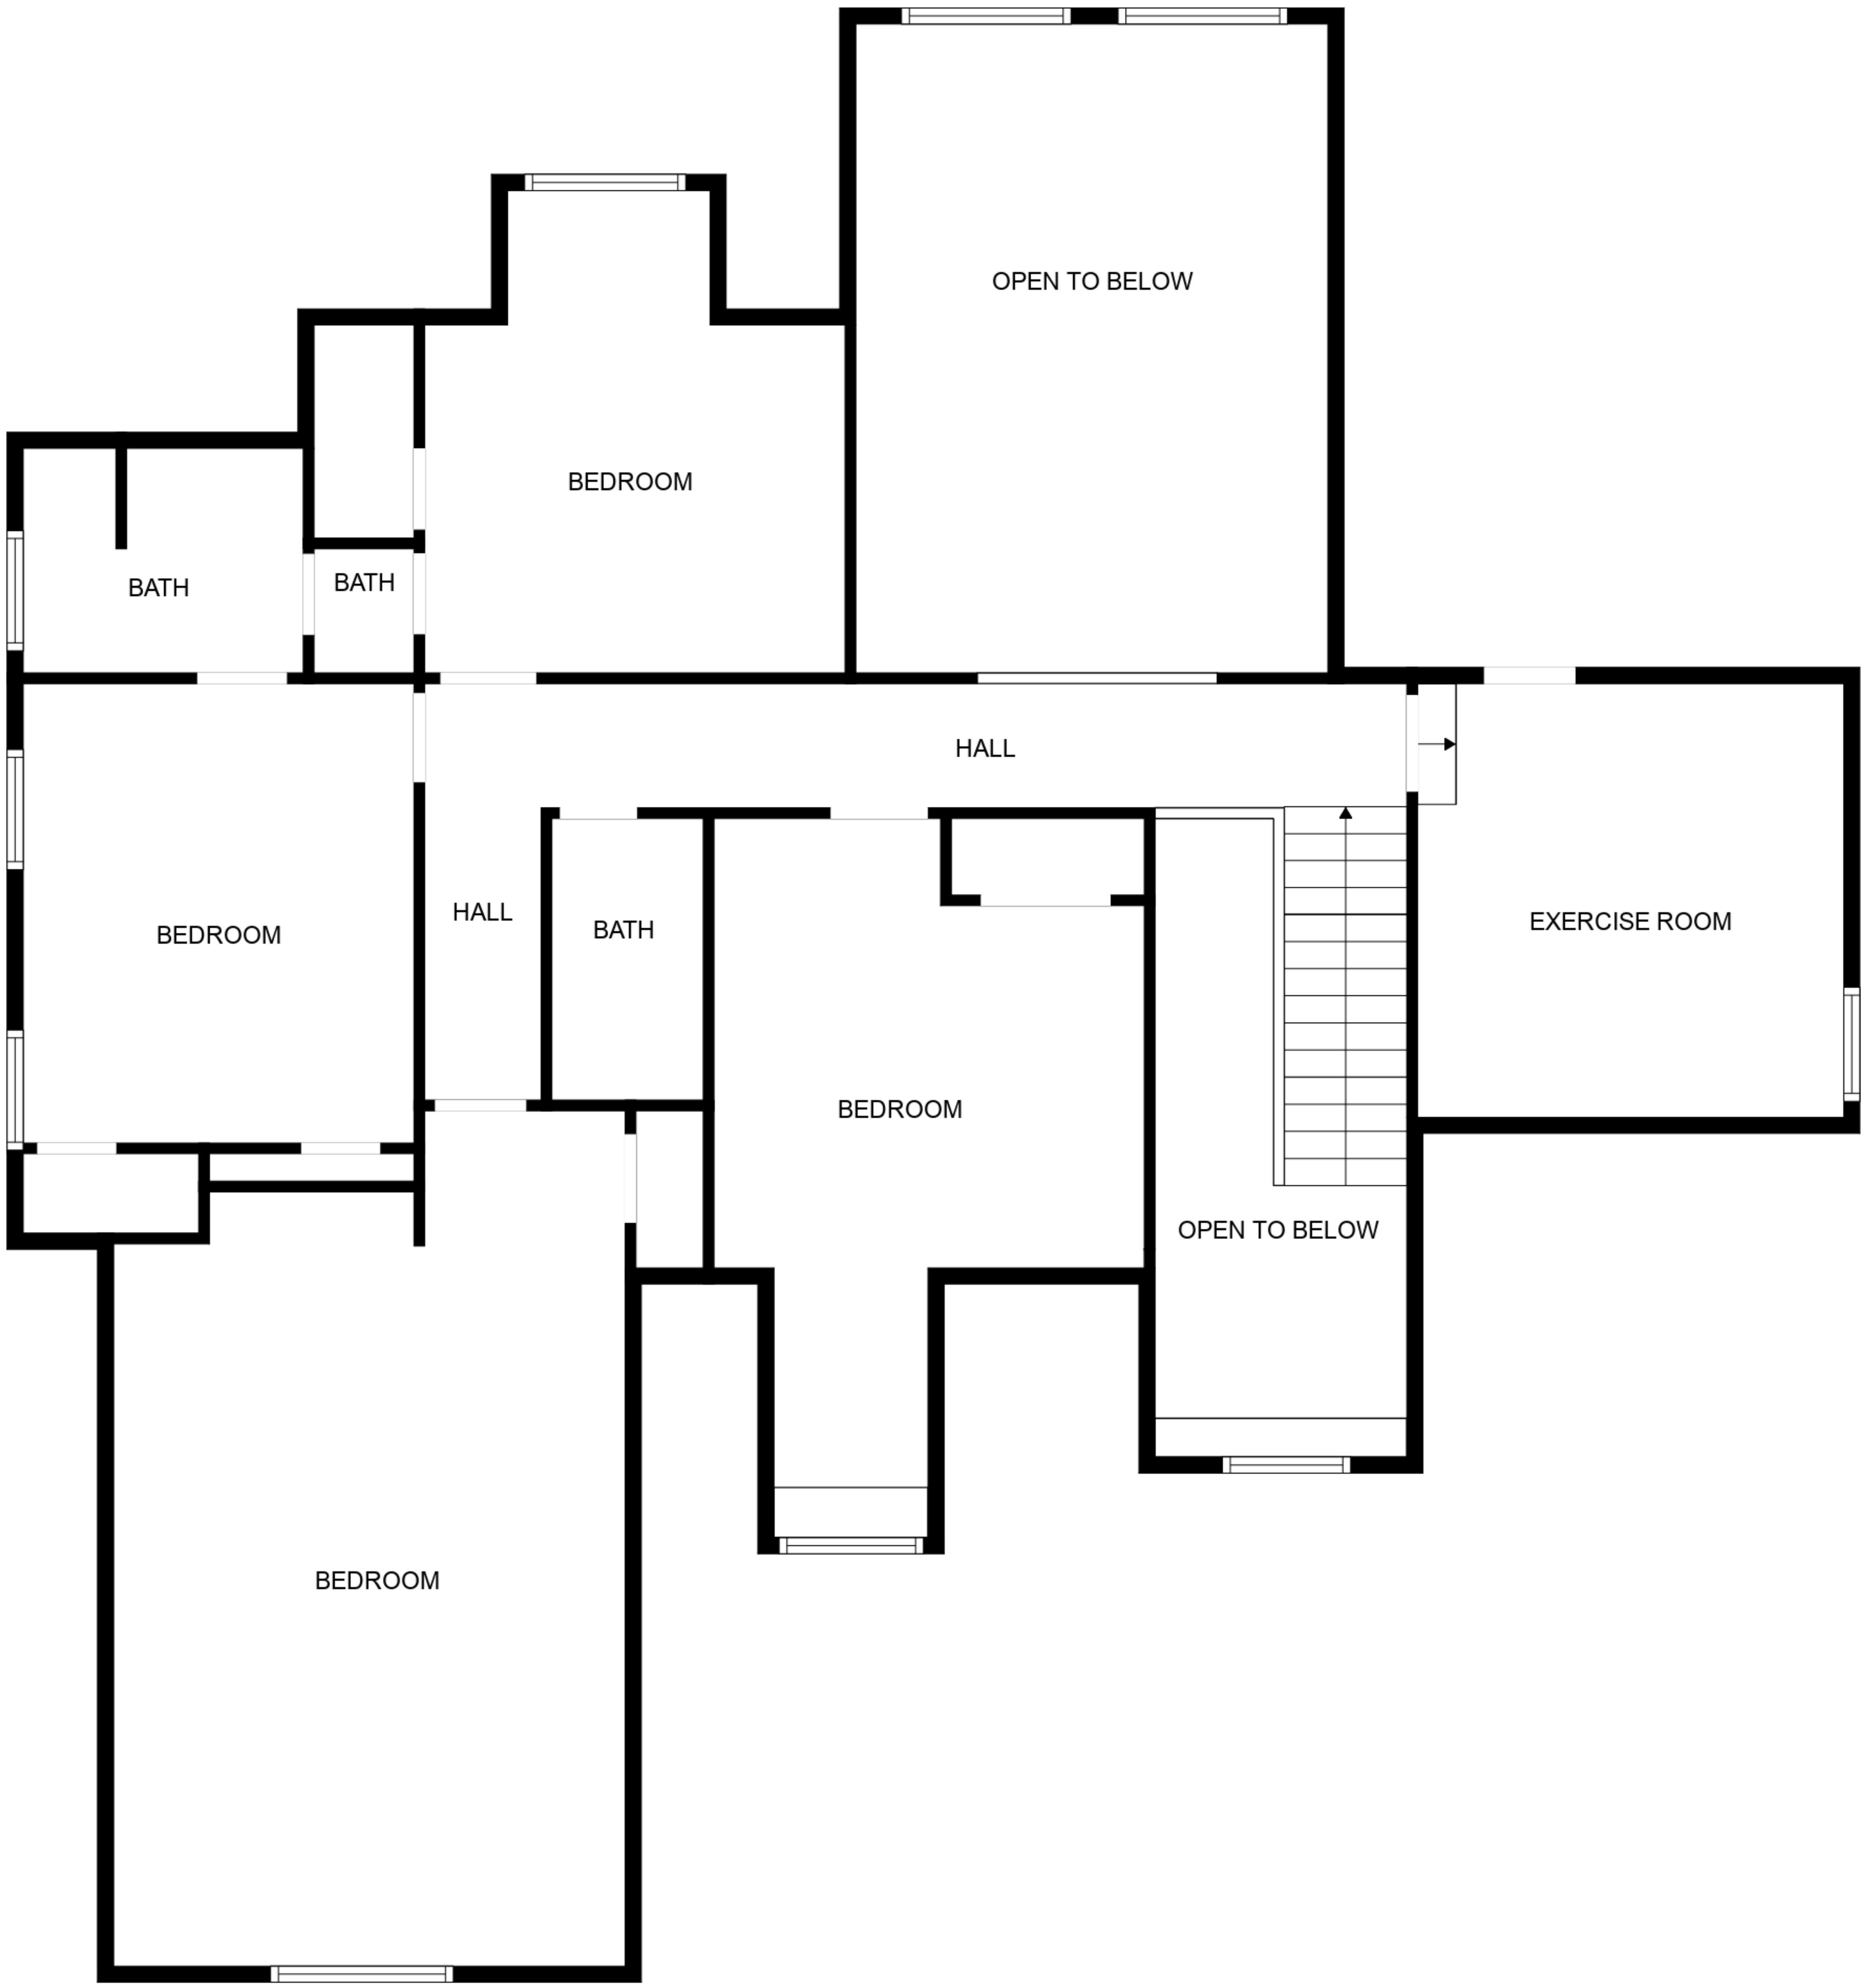 OPEN TO BELOW
BEDROOM
BATH
BATH
HALL
HALL
BATH
BEDROOM
EXERCISE ROOM
BEDROOM
OPEN TO BELOW
BEDROOM